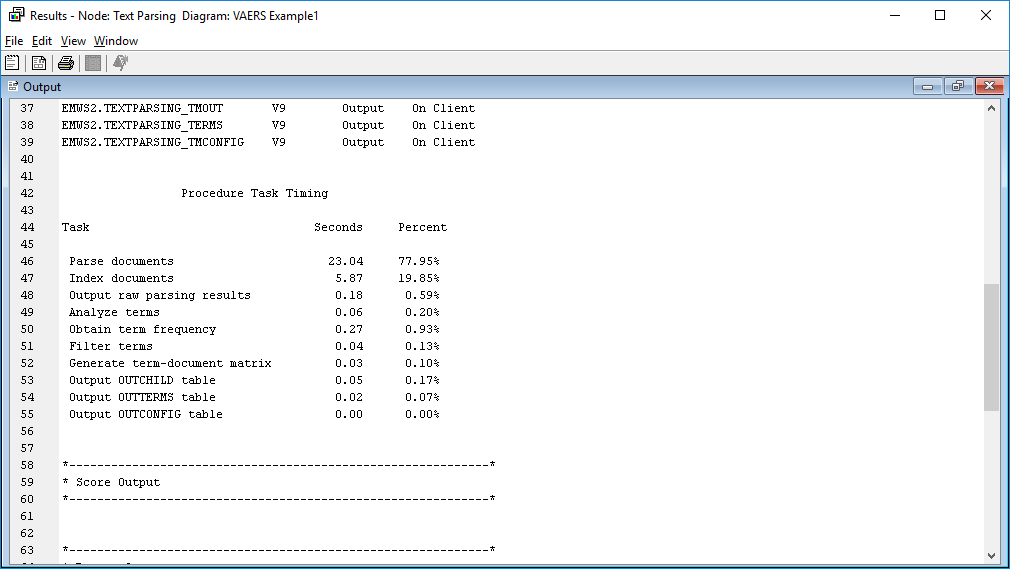 Results - Node: Text Parsing  Diagram: VAERS Example1
File Edit View Window
Output
37 EMWS2.TEXTPARSING_TMOUT V9 Output On Client
38 EMWS2.TEXTPARSING_TERMS V9 Output On Client
39 EMWS2.TEXTPARSING_TMCONFIG V9 Output On Client
40
41
42 Procedure Task Timing
43
44 Task Seconds Percent
45
46 Parse documents 23.04 77.95%
47 Index documents 5.87 19.85%
48 Output raw parsing results 0.18 0.59%
49 Analyze terms 0.06 0.20%
50 Obtain term frequency 0.27 0.93%
51 Filter terms 0.04 0.13%
52 Generate term-document matrix 0.03 0.10%
53 Output OUTCHILD table 0.05 0.17%
54 Output OUTTERMS table 0.02 0.07%
55 Output OUTCONFIG table 0.00 0.00%
56
57
58 *------------------------------------------------------------*
59 * Score Output
60 *------------------------------------------------------------*
61
62
63 *------------------------------------------------------------*